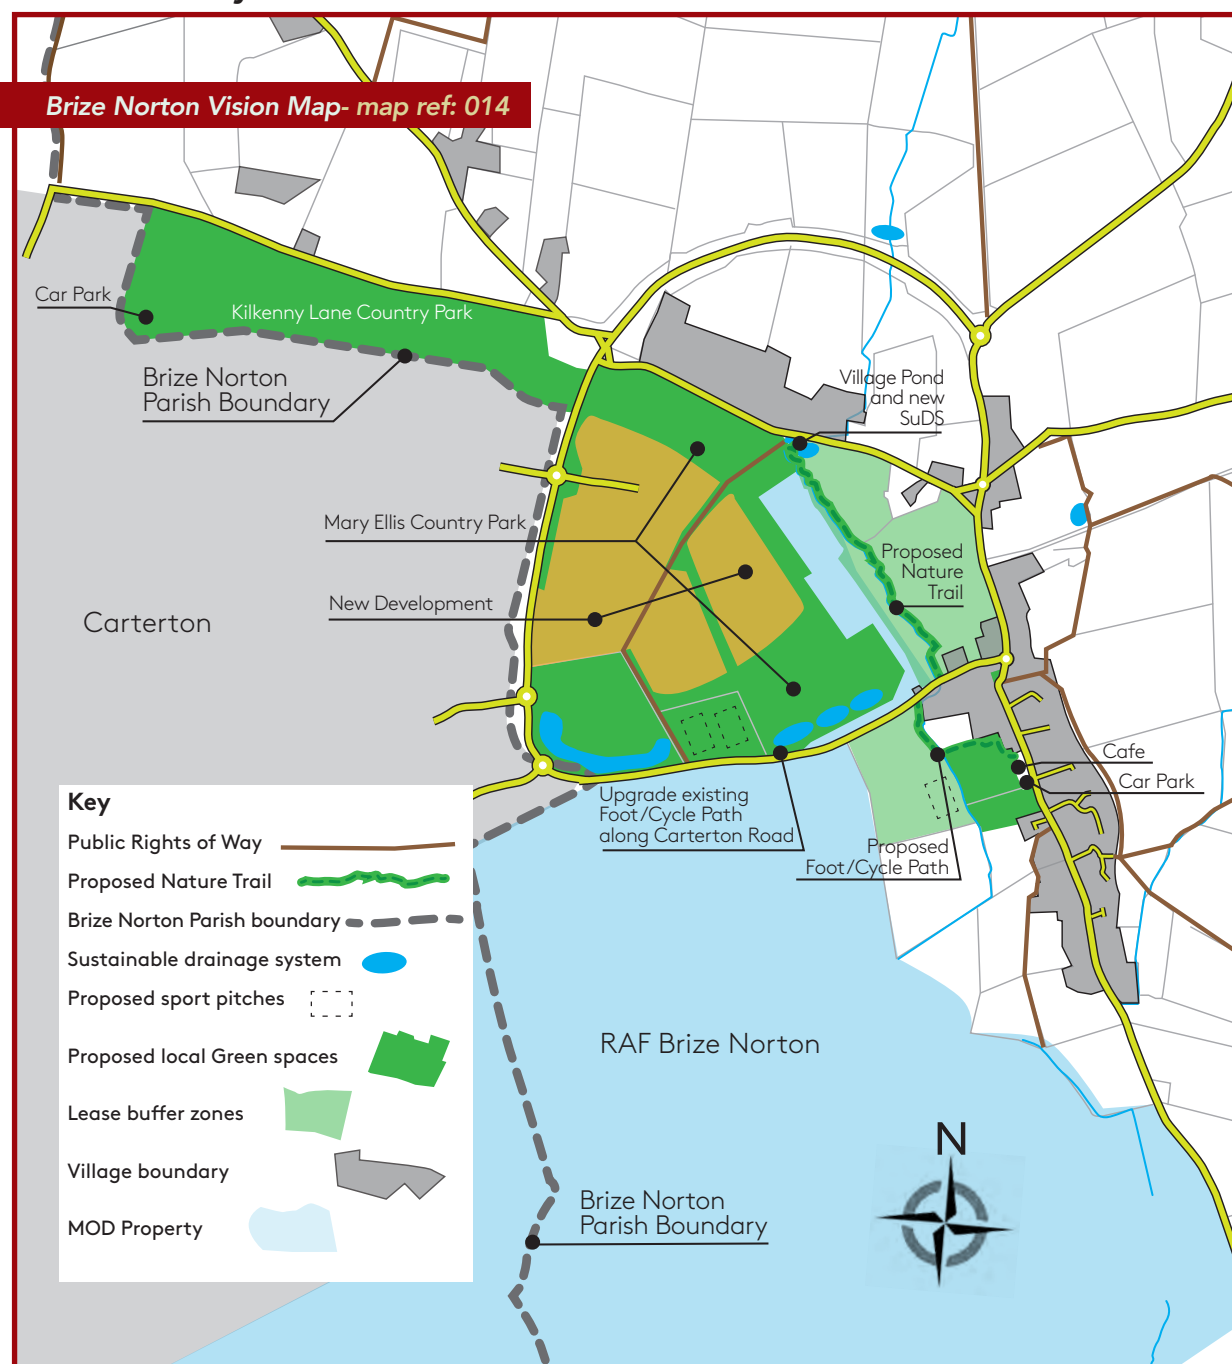 Brize Norton Vision Map- map ref: 014
Car Park
Kilkenny Lane Country Park
Brize Norton
Parish Boundary
Village Pond
and new
SuDS
Mary Ellis Country Park
Proposed
Nature
Trail
New Development
Carterton
Cafe
Car Park
Upgrade existing
Foot/Cycle Path
along Carterton Road
Proposed
Foot/Cycle Path
Key
Public Rights of Way
Proposed Nature Trail
Brize Norton Parish boundary
Sustainable drainage system
Proposed sport pitches
Proposed local Green spaces
Lease buffer zones
Village boundary
MOD Property
RAF Brize Norton
N
Brize Norton
Parish Boundary